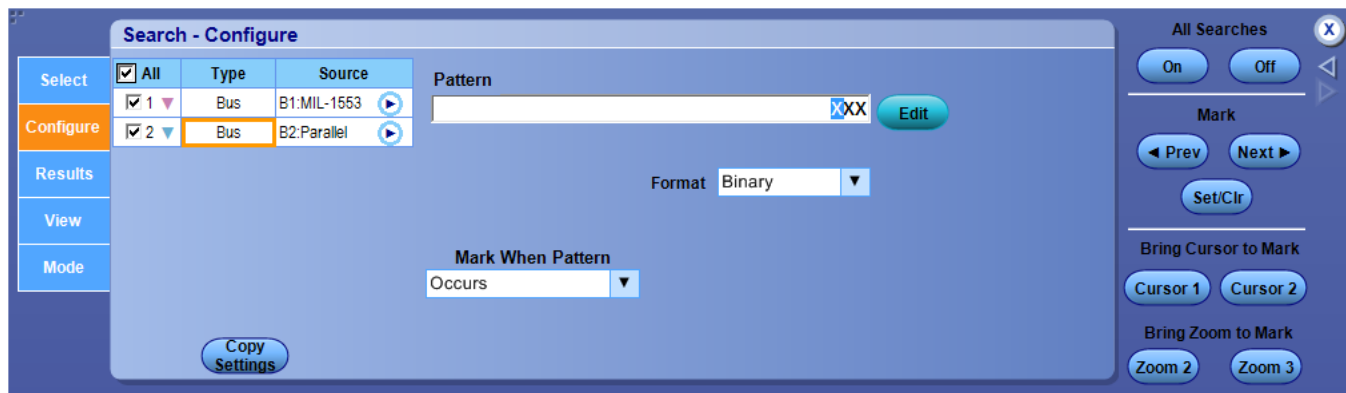 Search - Configure
Select
Configure
Results
View
Mode
All Type Source
1 Bus B1:MIL-1553
2 Bus B2:Parallel
Pattern
XXX
Edit
Format Binary
Mark When Pattern
Occurs
Copy
Settings
All Searches
X
On Off
Mark
Prev Next
Set/Clr
Bring Cursor to Mark
Cursor 1 Cursor 2
Bring Zoom to Mark
Zoom 2 Zoom 3